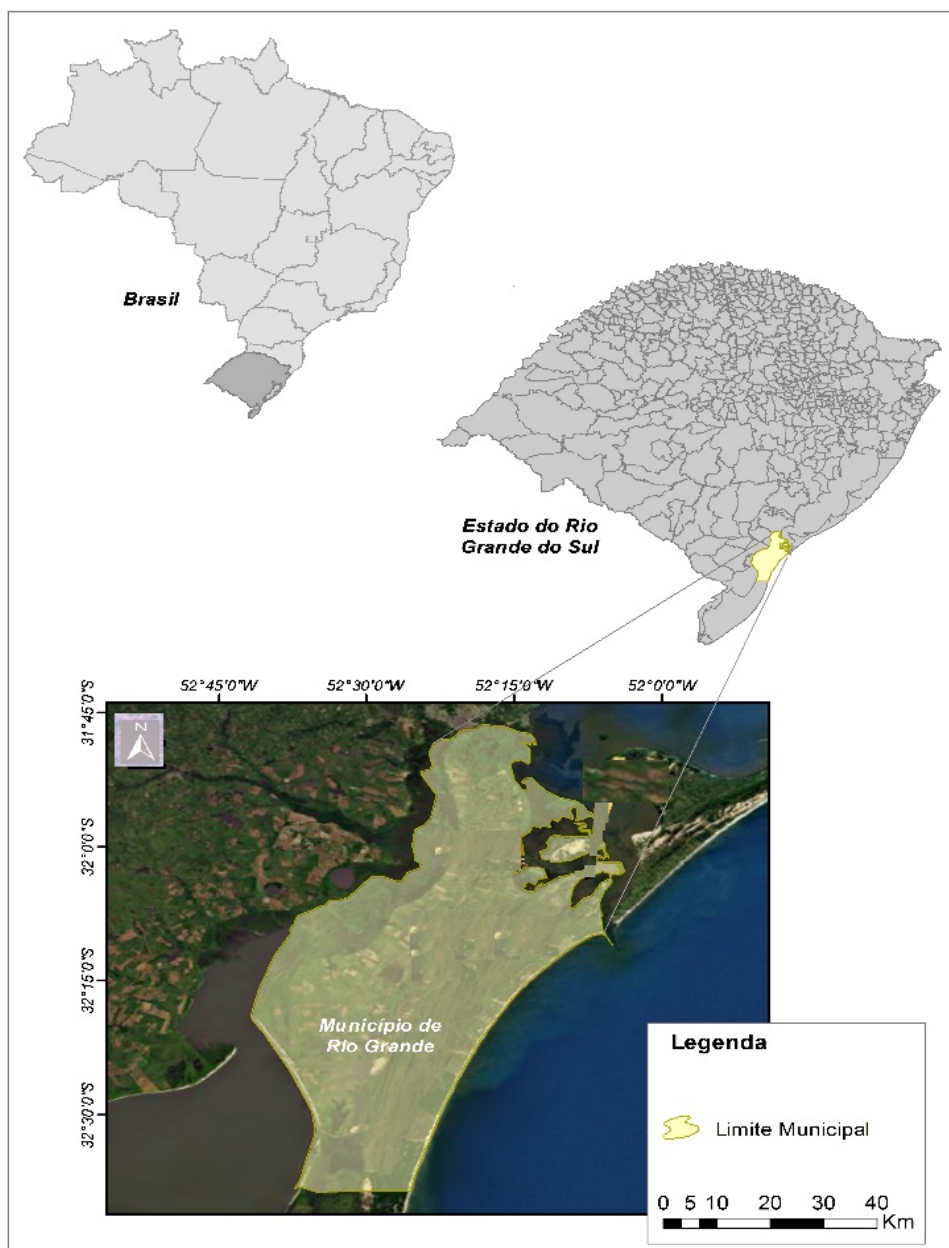 Brasil
Estado do Rio
Grande do Sul
52°45'0"W
52°30'0"W
52°15'0"W
52°0'0"W
31°45'0"S
32°0'0"S
32°15'0"S
32°30'0"S
N
Município de
Rio Grande
Legenda
Limite Municipal
0 5 10 20 30 40
Km